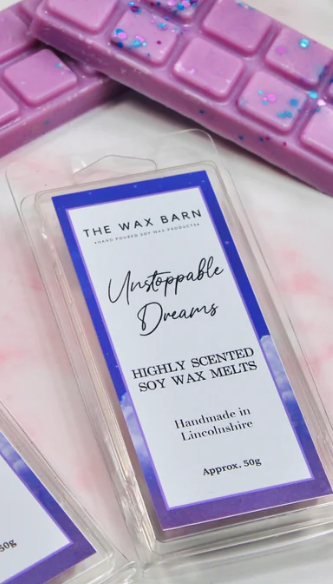 THE WAX BARN
•HAND POURED SOY WAX PRODUCTS•
Unstoppable
Dreams
HIGHLY SCENTED
SOY WAX MELTS
Handmade in
Lincolnshire
Approx. 50g
50g